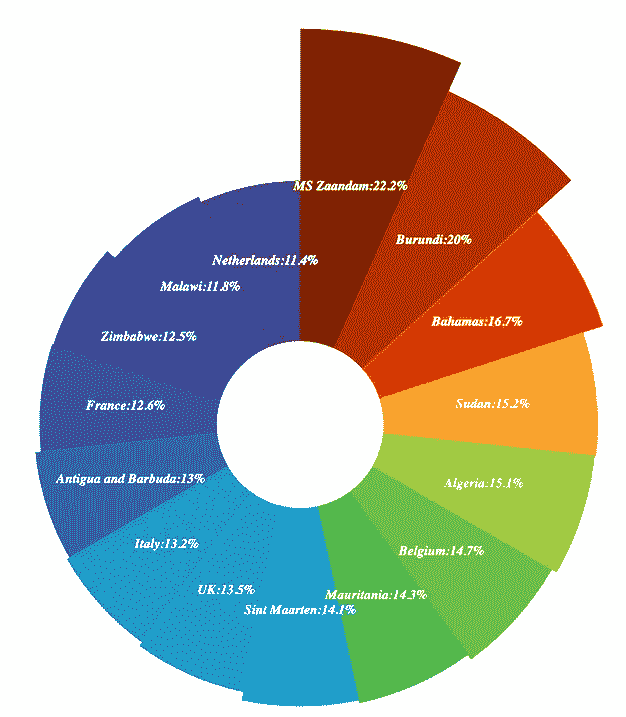 MS Zaandam:22.2%
Burundi:20%
Bahamas:16.7%
Sudan:15.2%
Algeria:15.1%
Belgium:14.7%
Mauritania:14.3%
Sint Maarten:14.1%
UK:13.5%
Italy:13.2%
Antigua and Barbuda:13%
France:12.6%
Zimbabwe:12.5%
Malawi:11.8%
Netherlands:11.4%